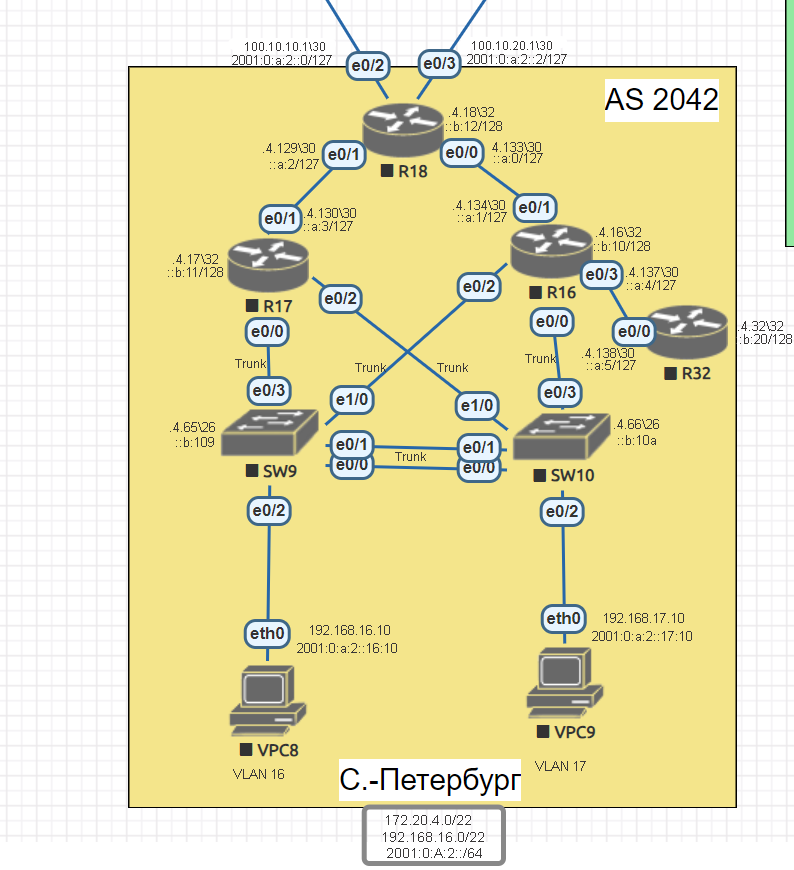 100.10.10.1\30
2001:0:a:2::0/127
e0/2
e0/3
100.10.20.1\30
2001:0:a:2::2/127
AS 2042
.4.18\32
::b:12/128
R18
.4.129\30
::a:2/127
e0/1
e0/0
4.133\30
::a:0/127
e0/1
.4.130\30
::a:3/127
.4.134\30
::a:1/127
e0/1
.4.17\32
::b:11/128
R17
.4.16\32
::b:10/128
R16
e0/3
.4.137\30
::a:4/127
e0/2
e0/2
e0/0
e0/0
e0/0
.4.138\30
::a:5/127
.4.32\32
::b:20/128
R32
Trunk
Trunk
Trunk
Trunk
e0/3
e1/0
e1/0
e0/3
.4.65\26
::b:109
SW9
e0/1
e0/0
Trunk
e0/1
e0/0
.4.66\26
::b:10a
SW10
e0/2
e0/2
eth0
192.168.16.10
2001:0:a:2::16:10
eth0
192.168.17.10
2001:0:a:2::17:10
VPC8
VLAN 16
VPC9
VLAN 17
С.-Петербург
172.20.4.0/22
192.168.16.0/22
2001:0:A:2::/64